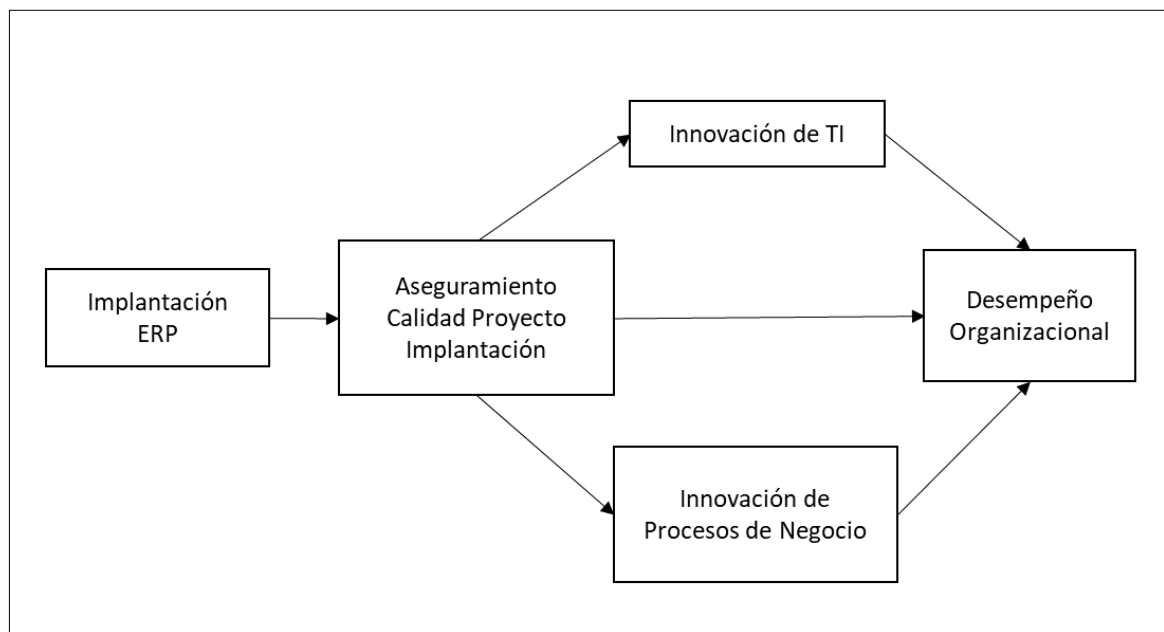 Innovación de TI
Implantación
ERP
Aseguramiento
Calidad Proyecto
Implantación
Desempeño
Organizacional
Innovación de
Procesos de Negocio